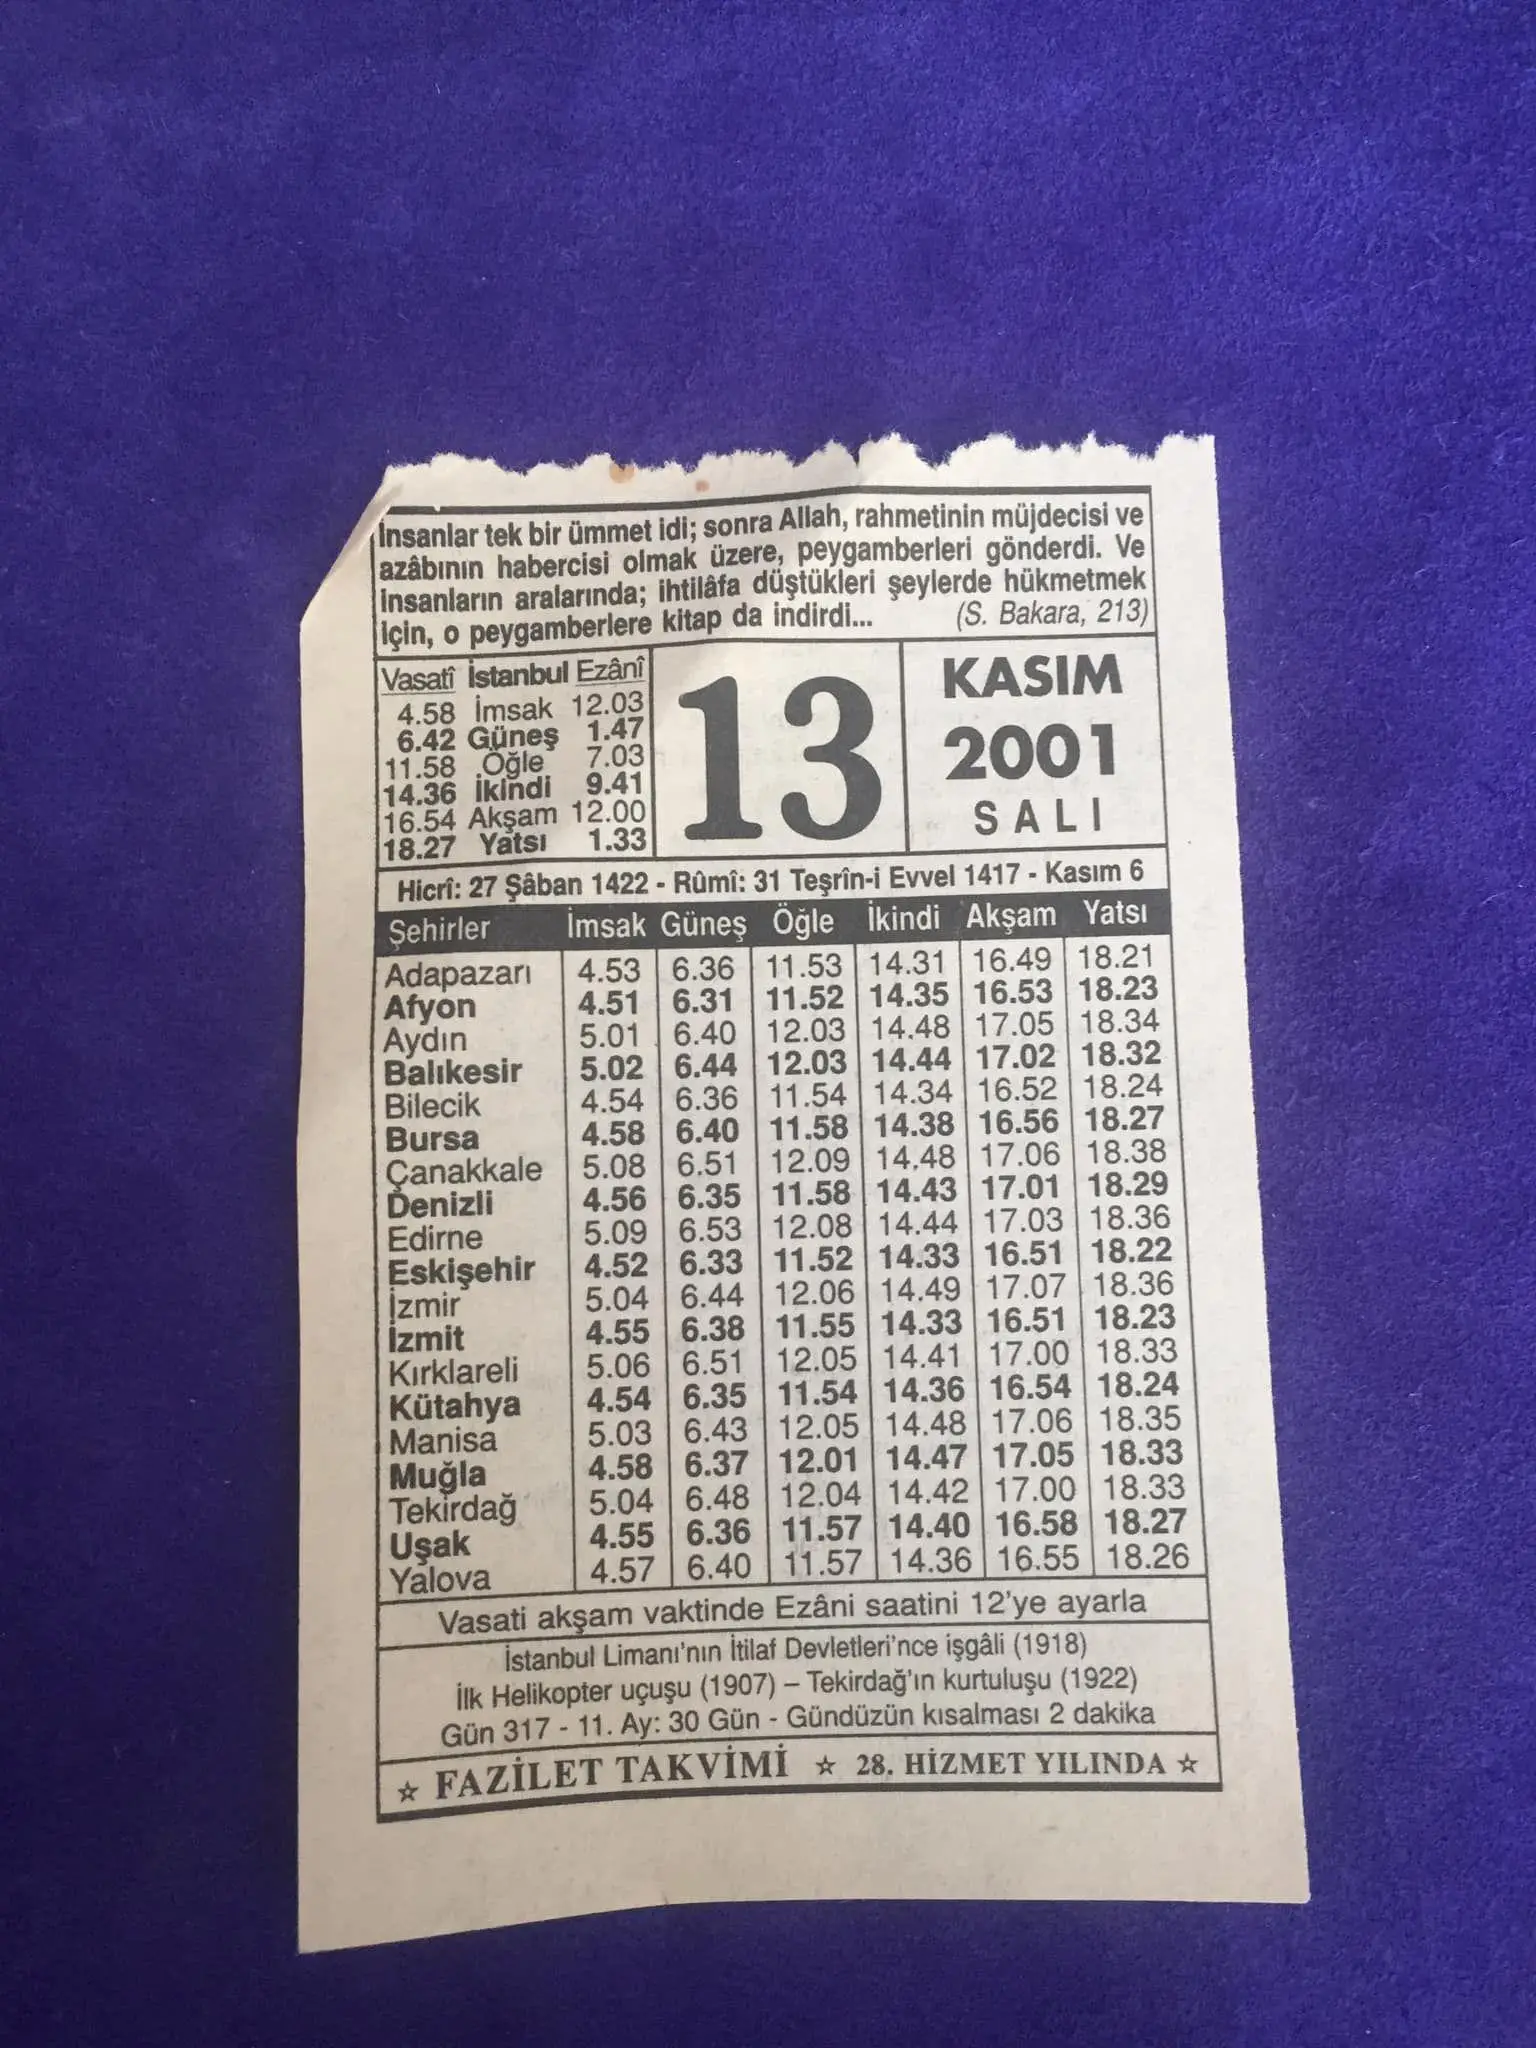 İnsanlar tek bir ümmet idi; sonra Allah, rahmetinin müjdecisi ve
azâbının habercisi olmak üzere, peygamberleri gönderdi. Ve
insanların aralarında; ihtilâfa düştükleri şeylerde hükmetmek
için, o peygamberlere kitap da indirdi... (S. Bakara, 213)
Vasatî İstanbul Ezânî
4.58 İmsak 12.03
6.42 Güneş 1.47
11.58 Öğle 7.03
14.36 İkindi 9.41
16.54 Akşam 12.00
18.27 Yatsı 1.33
13
KASIM
2001
SALI
Hicrî: 27 Şâban 1422 - Rûmî: 31 Teşrîn-i Evvel 1417 - Kasım 6
Şehirler İmsak Güneş Öğle İkindi Akşam Yatsı
Adapazarı 4.53 6.36 11.53 14.31 16.49 18.21
Afyon 4.51 6.31 11.52 14.35 16.53 18.23
Aydın 5.01 6.40 12.03 14.48 17.05 18.34
Balıkesir 5.02 6.44 12.03 14.44 17.02 18.32
Bilecik 4.54 6.36 11.54 14.34 16.52 18.24
Bursa 4.58 6.40 11.58 14.38 16.56 18.27
Çanakkale 5.08 6.51 12.09 14.48 17.06 18.38
Denizli 4.56 6.35 11.58 14.43 17.01 18.29
Edirne 5.09 6.53 12.08 14.44 17.03 18.36
Eskişehir 4.52 6.33 11.52 14.33 16.51 18.22
İzmir 5.04 6.44 12.06 14.49 17.07 18.36
İzmit 4.55 6.38 11.55 14.33 16.51 18.23
Kırklareli 5.06 6.51 12.05 14.41 17.00 18.33
Kütahya 4.54 6.35 11.54 14.36 16.54 18.24
Manisa 5.03 6.43 12.05 14.48 17.06 18.35
Muğla 4.58 6.37 12.01 14.47 17.05 18.33
Tekirdağ 5.04 6.48 12.04 14.42 17.00 18.33
Uşak 4.55 6.36 11.57 14.40 16.58 18.27
Yalova 4.57 6.40 11.57 14.36 16.55 18.26
Vasati akşam vaktinde Ezâni saatini 12'ye ayarla
İstanbul Limanı'nın İtilaf Devletleri'nce işgâli (1918)
İlk Helikopter uçuşu (1907) – Tekirdağ'ın kurtuluşu (1922)
Gün 317 - 11. Ay: 30 Gün - Gündüzün kısalması 2 dakika
☆ FAZİLET TAKVİMİ ☆ 28. HİZMET YILINDA ☆